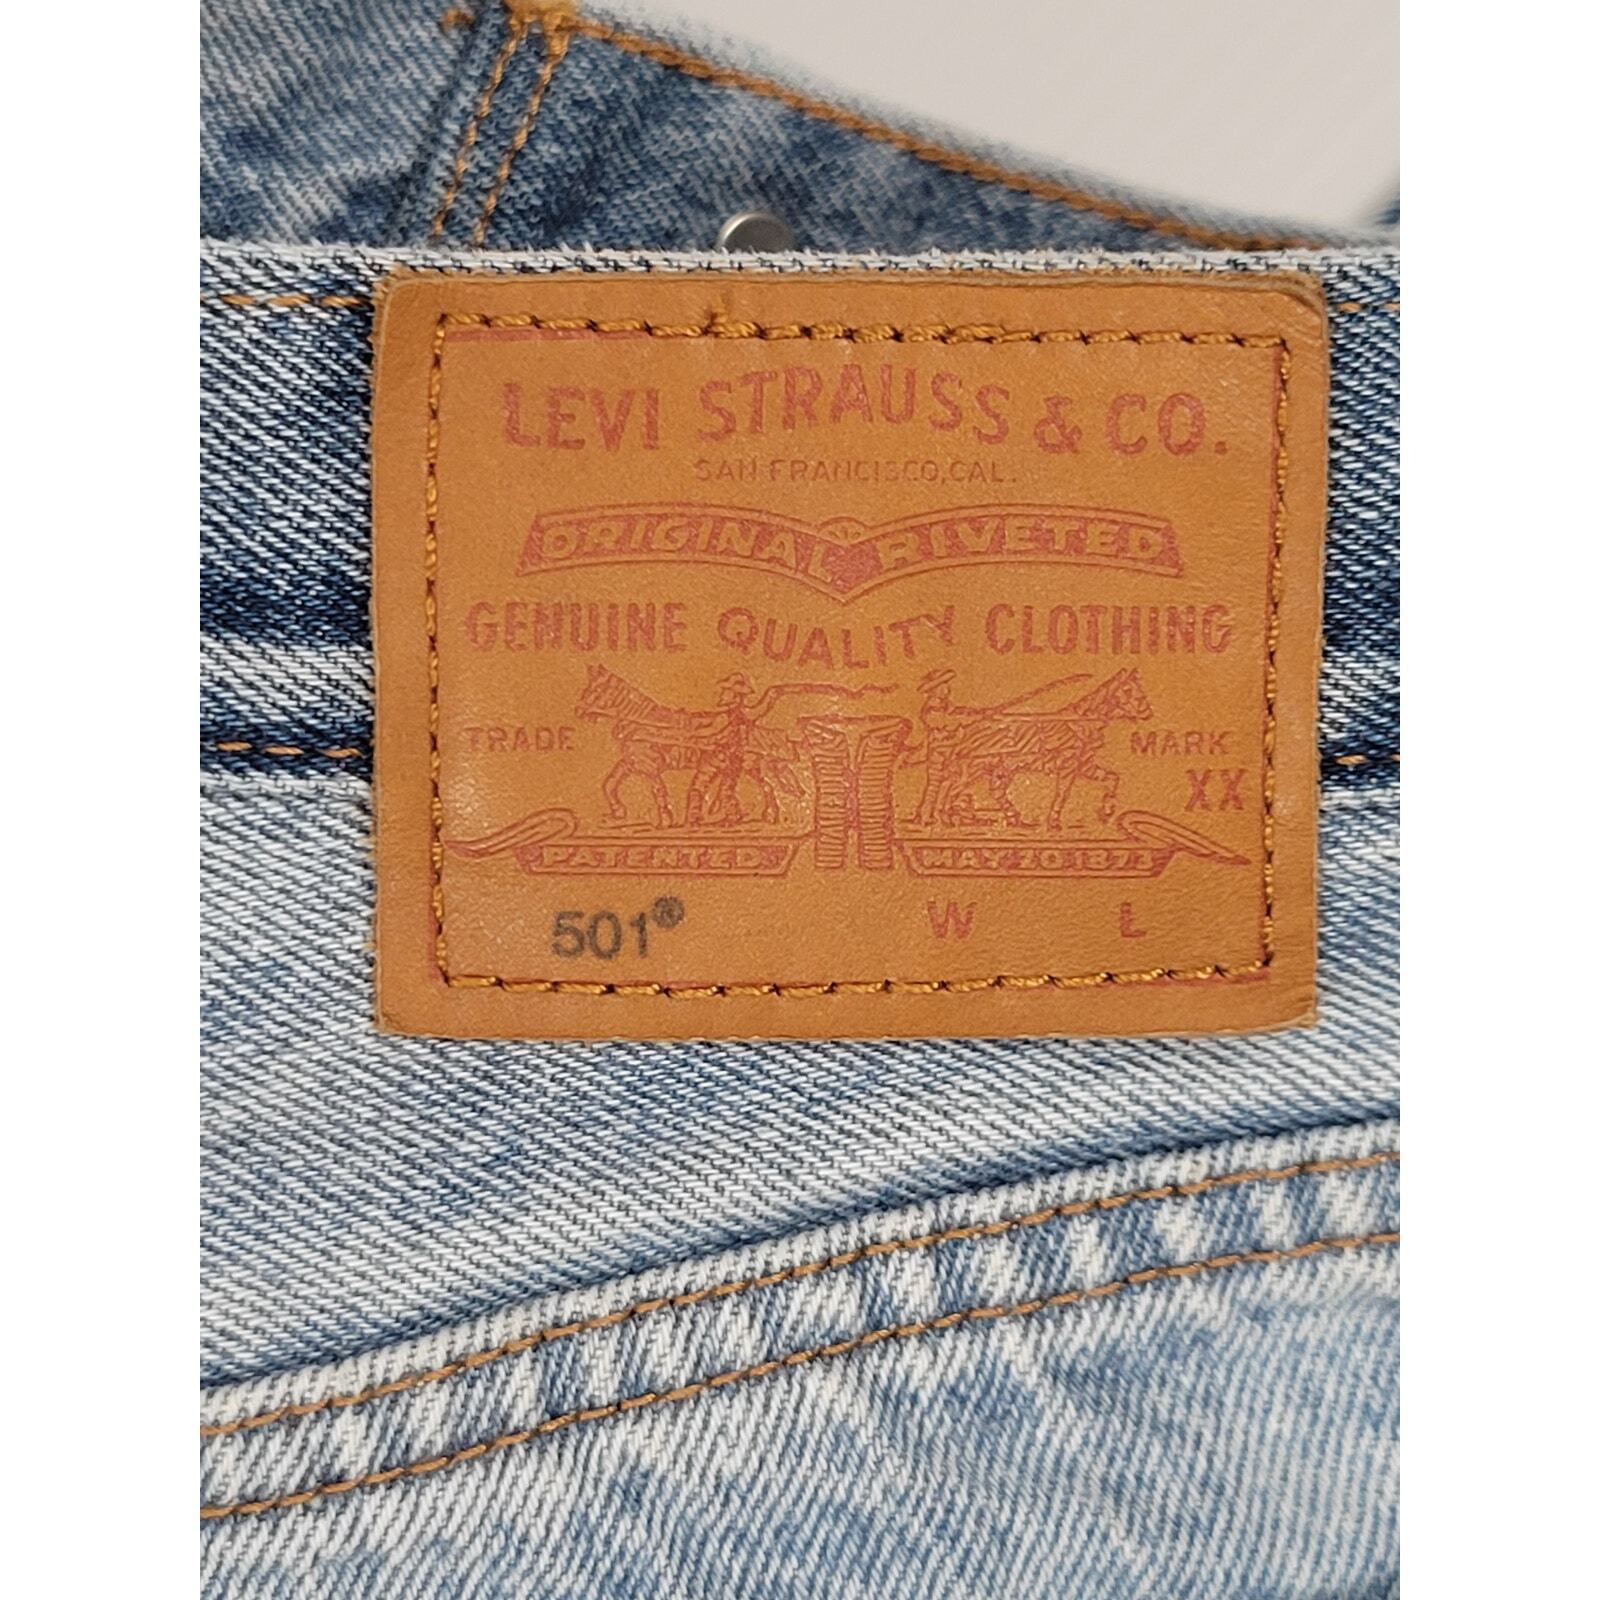 LEVI STRAUSS & CO.
SAN FRANCISCO, CAL.
ORIGINAL RIVETED
GENUINE QUALITY CLOTHING
TRADE MARK
XX
PATENTED MAY 20 1873
501® W L